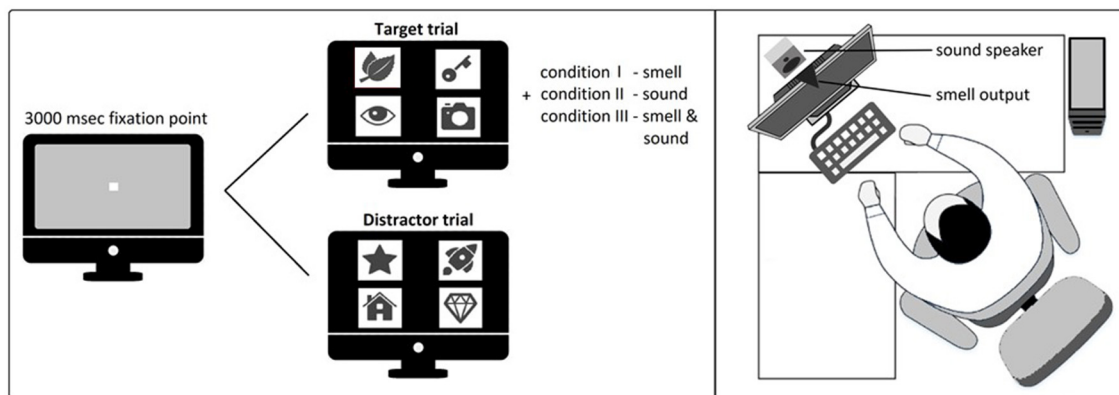 3000 msec fixation point
Target trial
condition I - smell
+ condition II - sound
condition III - smell &
sound
Distractor trial
sound speaker
smell output